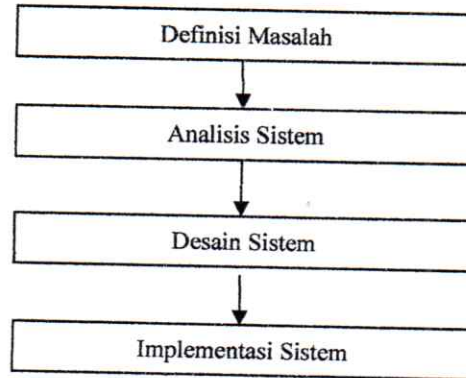 Definisi Masalah
Analisis Sistem
Desain Sistem
Implementasi Sistem